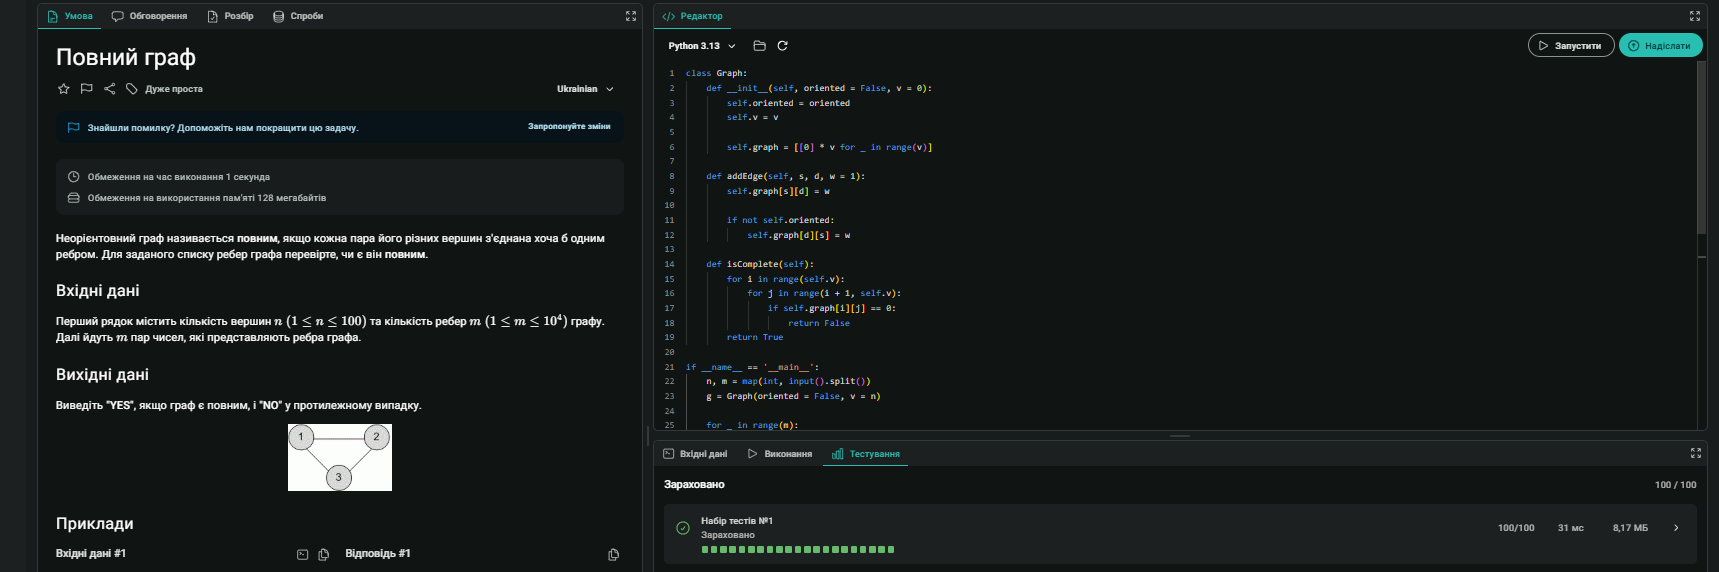 Умова
Обговорення
Розбір
Спроби
Повний граф
Дуже проста
Ukrainian
Знайшли помилку? Допоможіть нам покращити цю задачу.
Запропонуйте зміни
Обмеження на час виконання 1 секунда
Обмеження на використання пам'яті 128 мегабайтів
Неорієнтовний граф називається повним, якщо кожна пара його різних вершин з'єднана хоча б одним
ребром. Для заданого списку ребер графа перевірте, чи є він повним.
Вхідні дані
Перший рядок містить кількість вершин n (1 ≤ n ≤ 100) та кількість ребер m (1 ≤ m ≤ 10⁴) графу.
Далі йдуть m пар чисел, які представляють ребра графа.
Вихідні дані
Виведіть "YES", якщо граф є повним, і "NO" у протилежному випадку.
1
2
3
Приклади
Вхідні дані #1
Відповідь #1
Редактор
Python 3.13
Запустити
Надіслати
1 class Graph:
2 def __init__(self, oriented = False, v = 0):
3 self.oriented = oriented
4 self.v = v
5
6 self.graph = [[0] * v for _ in range(v)]
7
8 def addEdge(self, s, d, w = 1):
9 self.graph[s][d] = w
10
11 if not self.oriented:
12 self.graph[d][s] = w
13
14 def isComplete(self):
15 for i in range(self.v):
16 for j in range(i + 1, self.v):
17 if self.graph[i][j] == 0:
18 return False
19 return True
20
21 if __name__ == '__main__':
22 n, m = map(int, input().split())
23 g = Graph(oriented = False, v = n)
24
25 for _ in range(m):
Вхідні дані
Виконання
Тестування
Зараховано
100 / 100
Набір тестів №1
Зараховано
100/100
31 мс
8,17 МБ